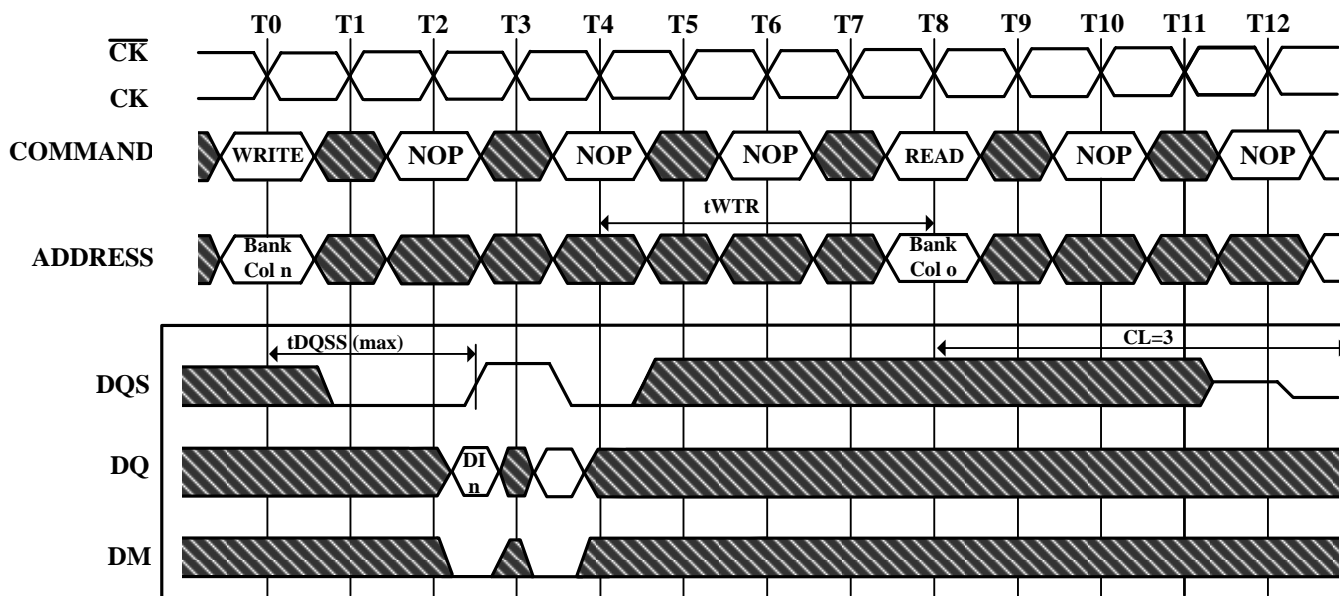 T0 T1 T2 T3 T4 T5 T6 T7 T8 T9 T10 T11 T12
CK
CK
COMMAND WRITE NOP NOP NOP READ NOP NOP
tWTR
ADDRESS Bank Col n Bank Col o
tDQSS (max) CL=3
DQS
DQ DI n
DM